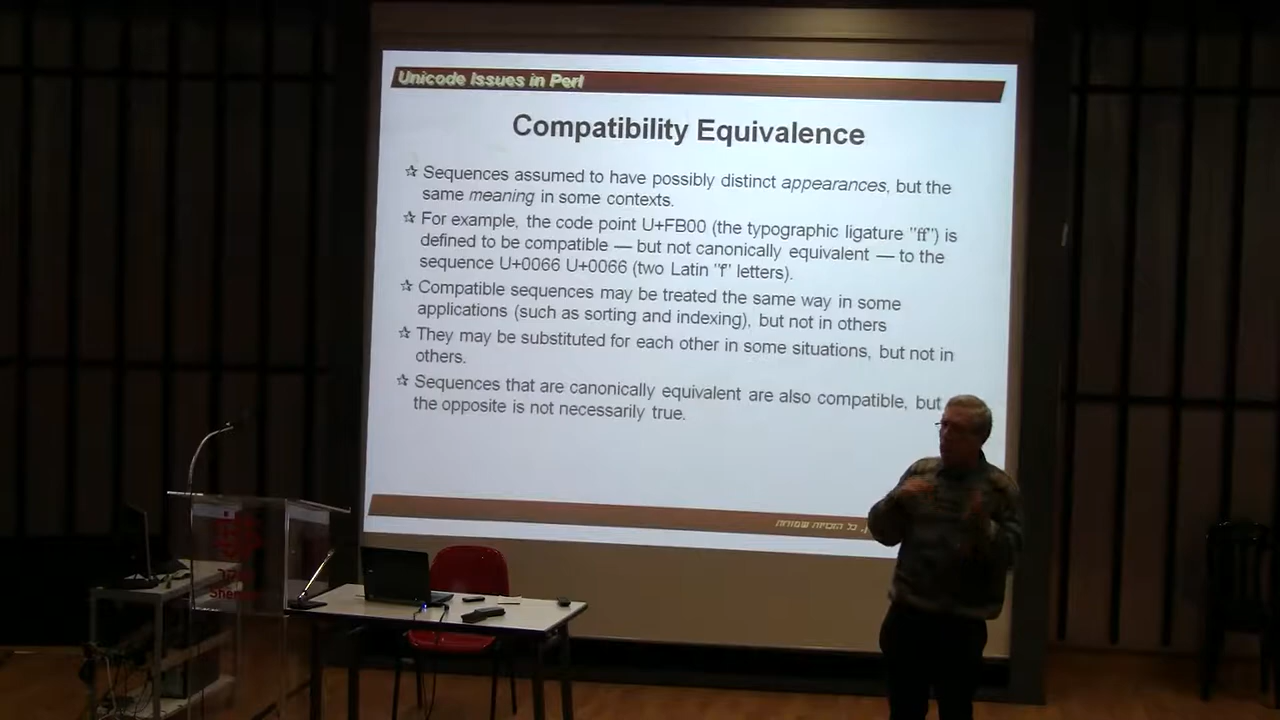 Unicode Issues in Perl
Compatibility Equivalence
☆ Sequences assumed to have possibly distinct appearances, but the
same meaning in some contexts.
☆ For example, the code point U+FB00 (the typographic ligature "ff") is
defined to be compatible — but not canonically equivalent — to the
sequence U+0066 U+0066 (two Latin "f" letters).
☆ Compatible sequences may be treated the same way in some
applications (such as sorting and indexing), but not in others
☆ They may be substituted for each other in some situations, but not in
others.
☆ Sequences that are canonically equivalent are also compatible, but
the opposite is not necessarily true.
כל הזכויות שמורות